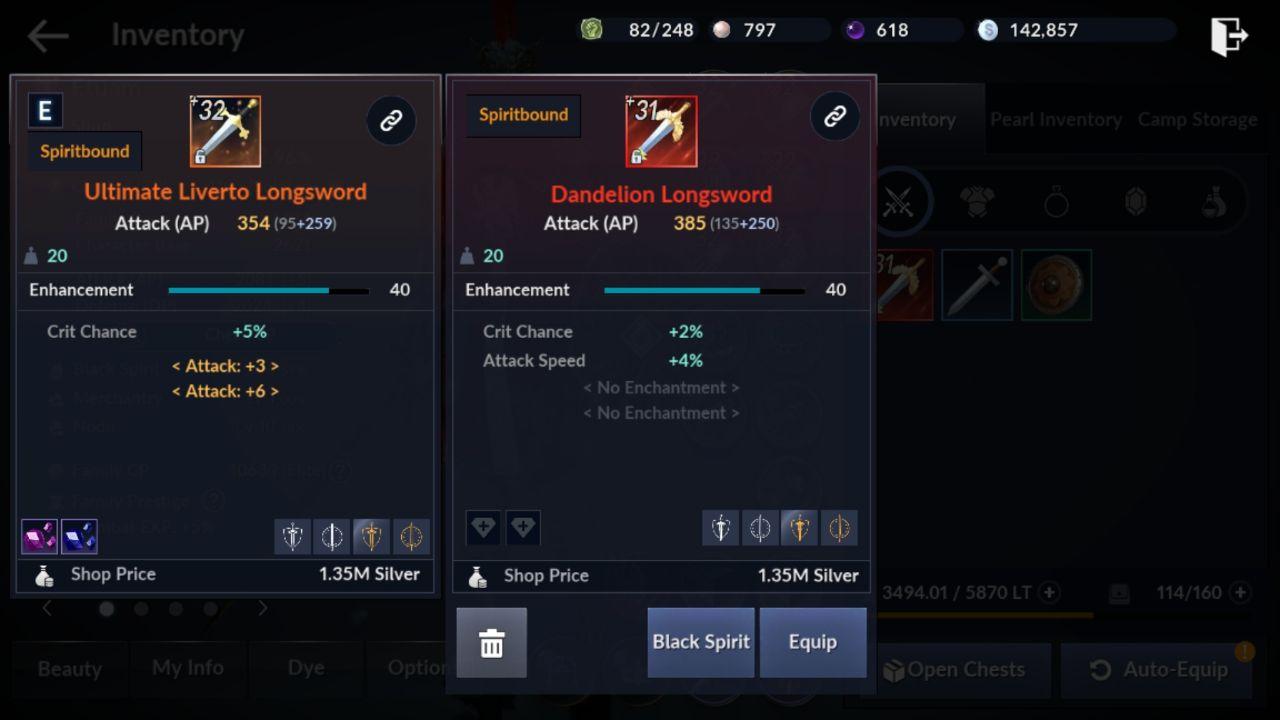 Inventory
82/248
797
618
142,857
E
Spiritbound
+32
Ultimate Liverto Longsword
Attack (AP) 354 (95+259)
20
Enhancement 40
Crit Chance +5%
< Attack: +3 >
< Attack: +6 >
Shop Price 1.35M Silver
Spiritbound
+31
Dandelion Longsword
Attack (AP) 385 (135+250)
20
Enhancement 40
Crit Chance +2%
Attack Speed +4%
< No Enchantment >
< No Enchantment >
Shop Price 1.35M Silver
Black Spirit
Equip
Pearl Inventory
Camp Storage
3494.01 / 5870 LT
114/160
Beauty
My Info
Dye
Open Chests
Auto-Equip